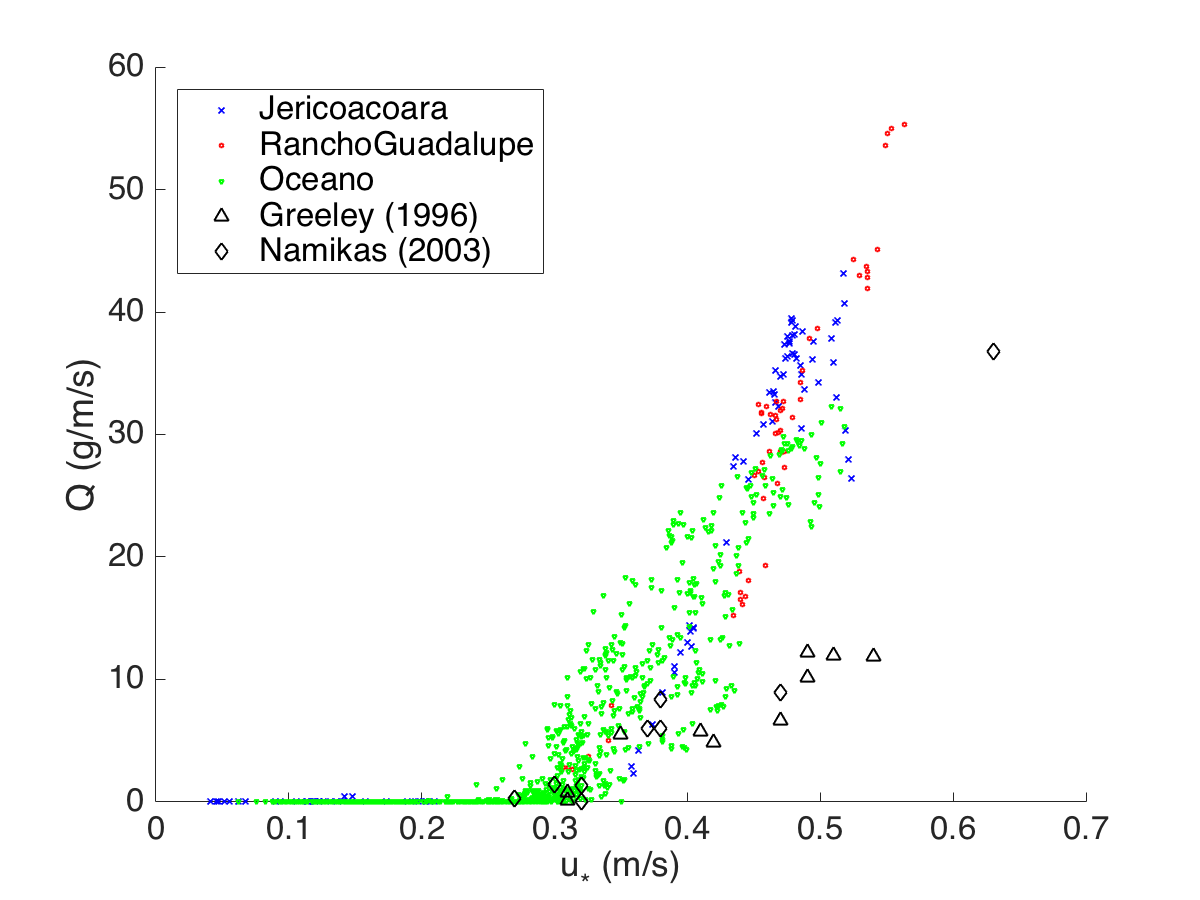 60
50
40
30
20
10
0
Q (g/m/s)
Jericoacoara
RanchoGuadalupe
Oceano
Greeley (1996)
Namikas (2003)
0 0.1 0.2 0.3 0.4 0.5 0.6 0.7
u* (m/s)